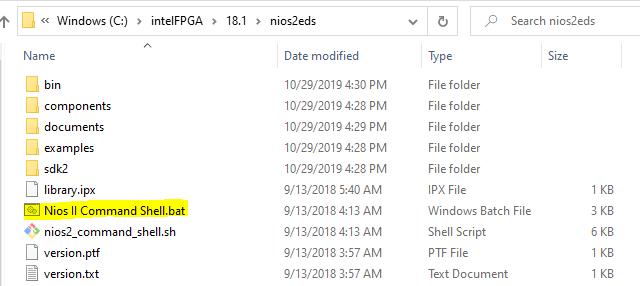 Windows (C:) > intelFPGA > 18.1 > nios2eds Search nios2eds
Name Date modified Type Size
bin 10/29/2019 4:30 PM File folder
components 10/29/2019 4:28 PM File folder
documents 10/29/2019 4:29 PM File folder
examples 10/29/2019 4:28 PM File folder
sdk2 10/29/2019 4:28 PM File folder
library.ipx 9/13/2018 5:40 AM IPX File 1 KB
Nios II Command Shell.bat 9/13/2018 4:13 AM Windows Batch File 3 KB
nios2_command_shell.sh 9/13/2018 4:13 AM Shell Script 6 KB
version.ptf 9/13/2018 3:57 AM PTF File 1 KB
version.txt 9/13/2018 3:57 AM Text Document 1 KB